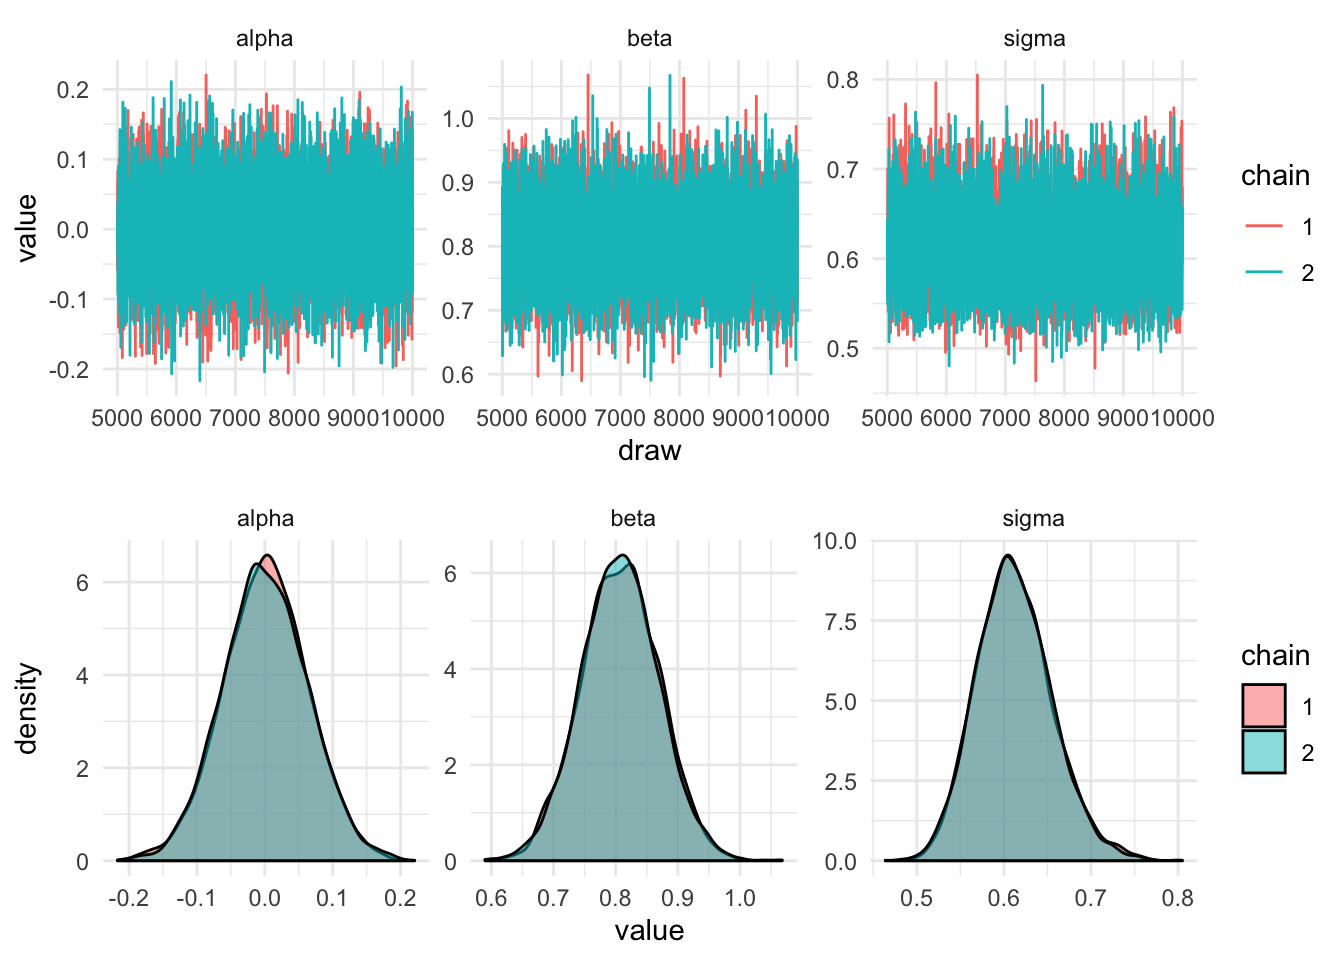 alpha beta sigma
0.2 0.1 0.0 -0.1 -0.2
1.0 0.9 0.8 0.7 0.6
0.8 0.7 0.6 0.5
value
5000 6000 7000 8000 900010000 5000 6000 7000 8000 900010000 5000 6000 7000 8000 900010000
draw
chain
1
2
alpha beta sigma
6 4 2 0
6 4 2 0
10.0 7.5 5.0 2.5 0.0
density
-0.2 -0.1 0.0 0.1 0.2 0.6 0.7 0.8 0.9 1.0 0.5 0.6 0.7 0.8
value
chain
1
2